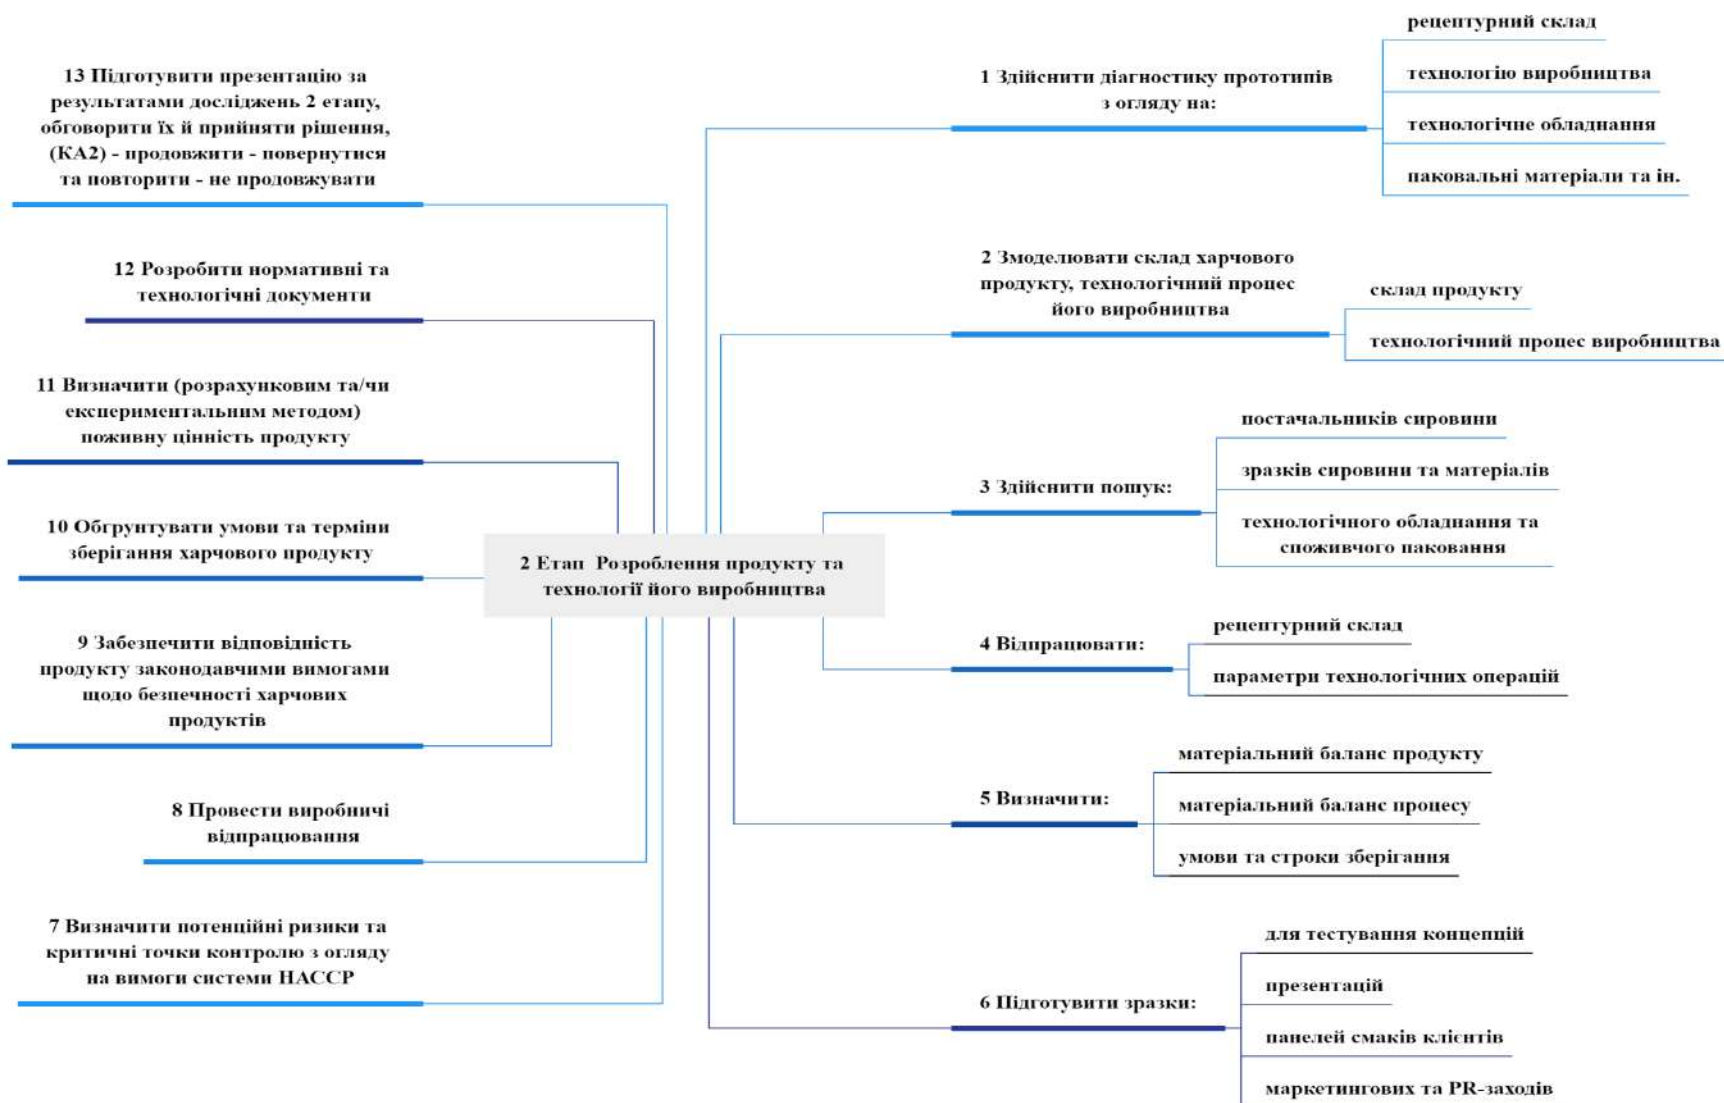 2 Етап Розроблення продукту та
технології його виробництва
1 Здійснити діагностику прототипів
з огляду на:
рецептурний склад
технологію виробництва
технологічне обладнання
паковальні матеріали та ін.
2 Змоделювати склад харчового
продукту, технологічний процес
його виробництва
склад продукту
технологічний процес виробництва
3 Здійснити пошук:
постачальників сировини
зразків сировини та матеріалів
технологічного обладнання та
споживчого паковання
4 Відпрацювати:
рецептурний склад
параметри технологічних операцій
5 Визначити:
матеріальний баланс продукту
матеріальний баланс процесу
умови та строки зберігання
6 Підготувати зразки:
для тестування концепцій
презентацій
панелей смаків клієнтів
маркетингових та PR-заходів
7 Визначити потенційні ризики та
критичні точки контролю з огляду
на вимоги системи НАССР
8 Провести виробничі
відпрацювання
9 Забезпечити відповідність
продукту законодавчими вимогами
щодо безпечності харчових
продуктів
10 Обгрунтувати умови та терміни
зберігання харчового продукту
11 Визначити (розрахунковим та/чи
експериментальним методом)
поживну цінність продукту
12 Розробити нормативні та
технологічні документи
13 Підготувити презентацію за
результатами досліджень 2 етапу,
обговорити їх й прийняти рішення,
(КА2) - продовжити - повернутися
та повторити - не продовжувати